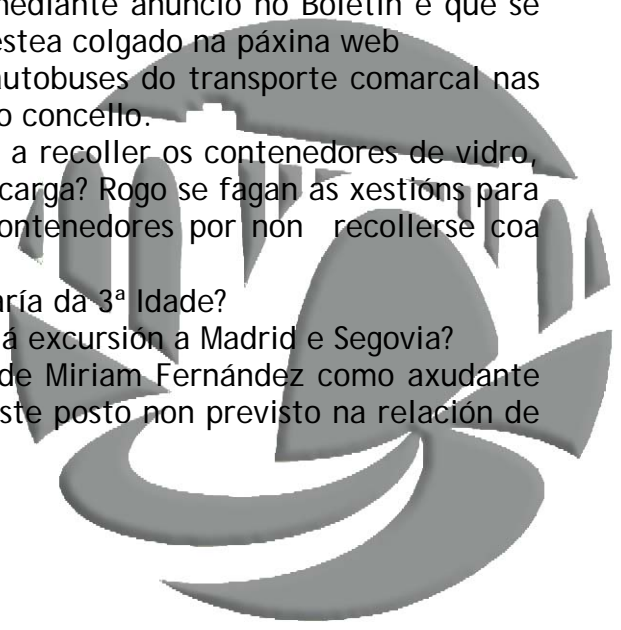 mediante anuncio no Boletín e que se
estea colgado na páxina web
autobuses do transporte comarcal nas
o concello.
a recoller os contenedores de vidro,
carga? Rogo se fagan as xestións para
ontenedores por non recollerse coa
aría da 3ª Idade?
á excursión a Madrid e Segovia?
de Miriam Fernández como axudante
ste posto non previsto na relación de